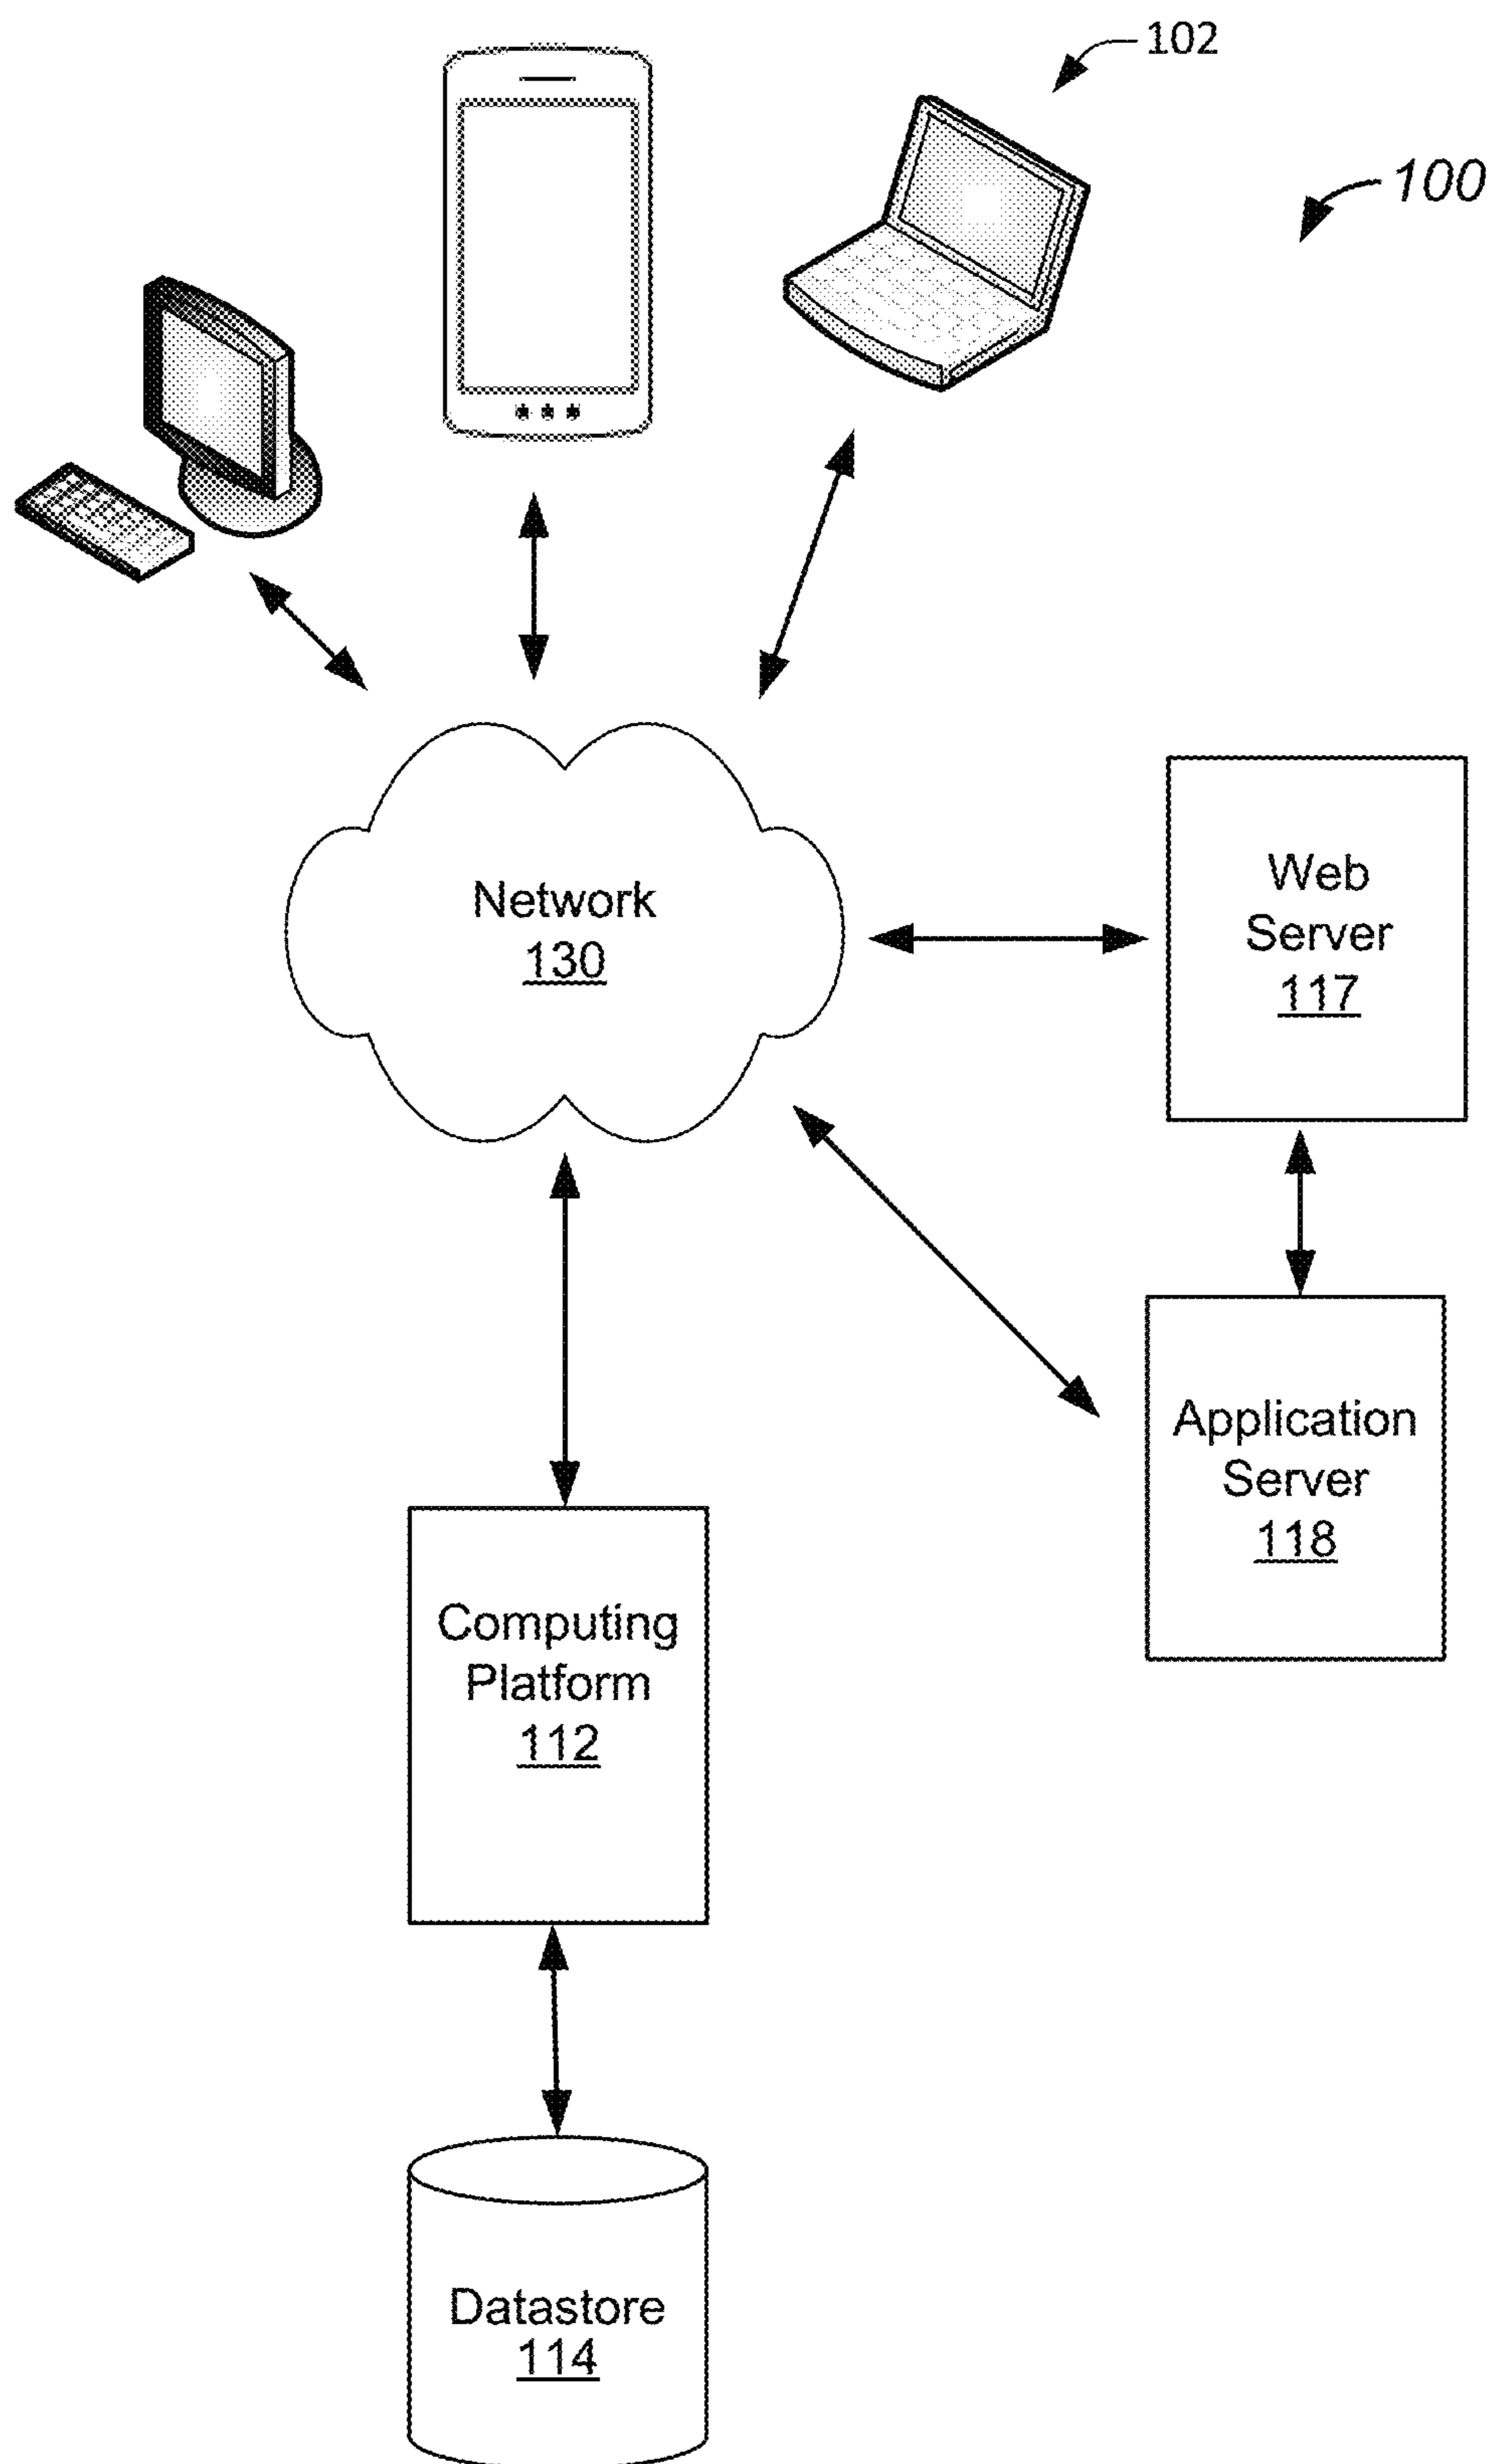 102
100
Network
130
Web
Server
117
Application
Server
118
Computing
Platform
112
Datastore
114